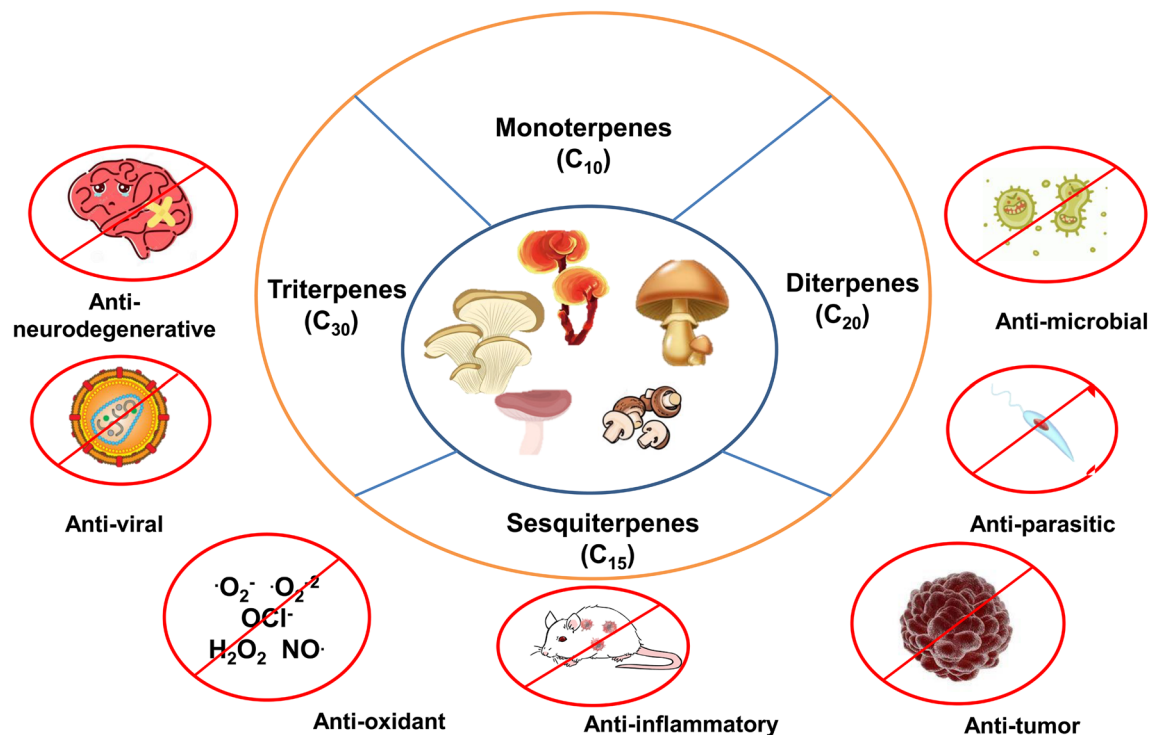 Monoterpenes
(C₁₀)
Triterpenes
(C₃₀)
Diterpenes
(C₂₀)
Sesquiterpenes
(C₁₅)
Anti-
neurodegenerative
Anti-microbial
Anti-viral
Anti-parasitic
·O₂⁻ ·O₂⁻²
OCl⁻
H₂O₂ NO·
Anti-oxidant
Anti-inflammatory
Anti-tumor